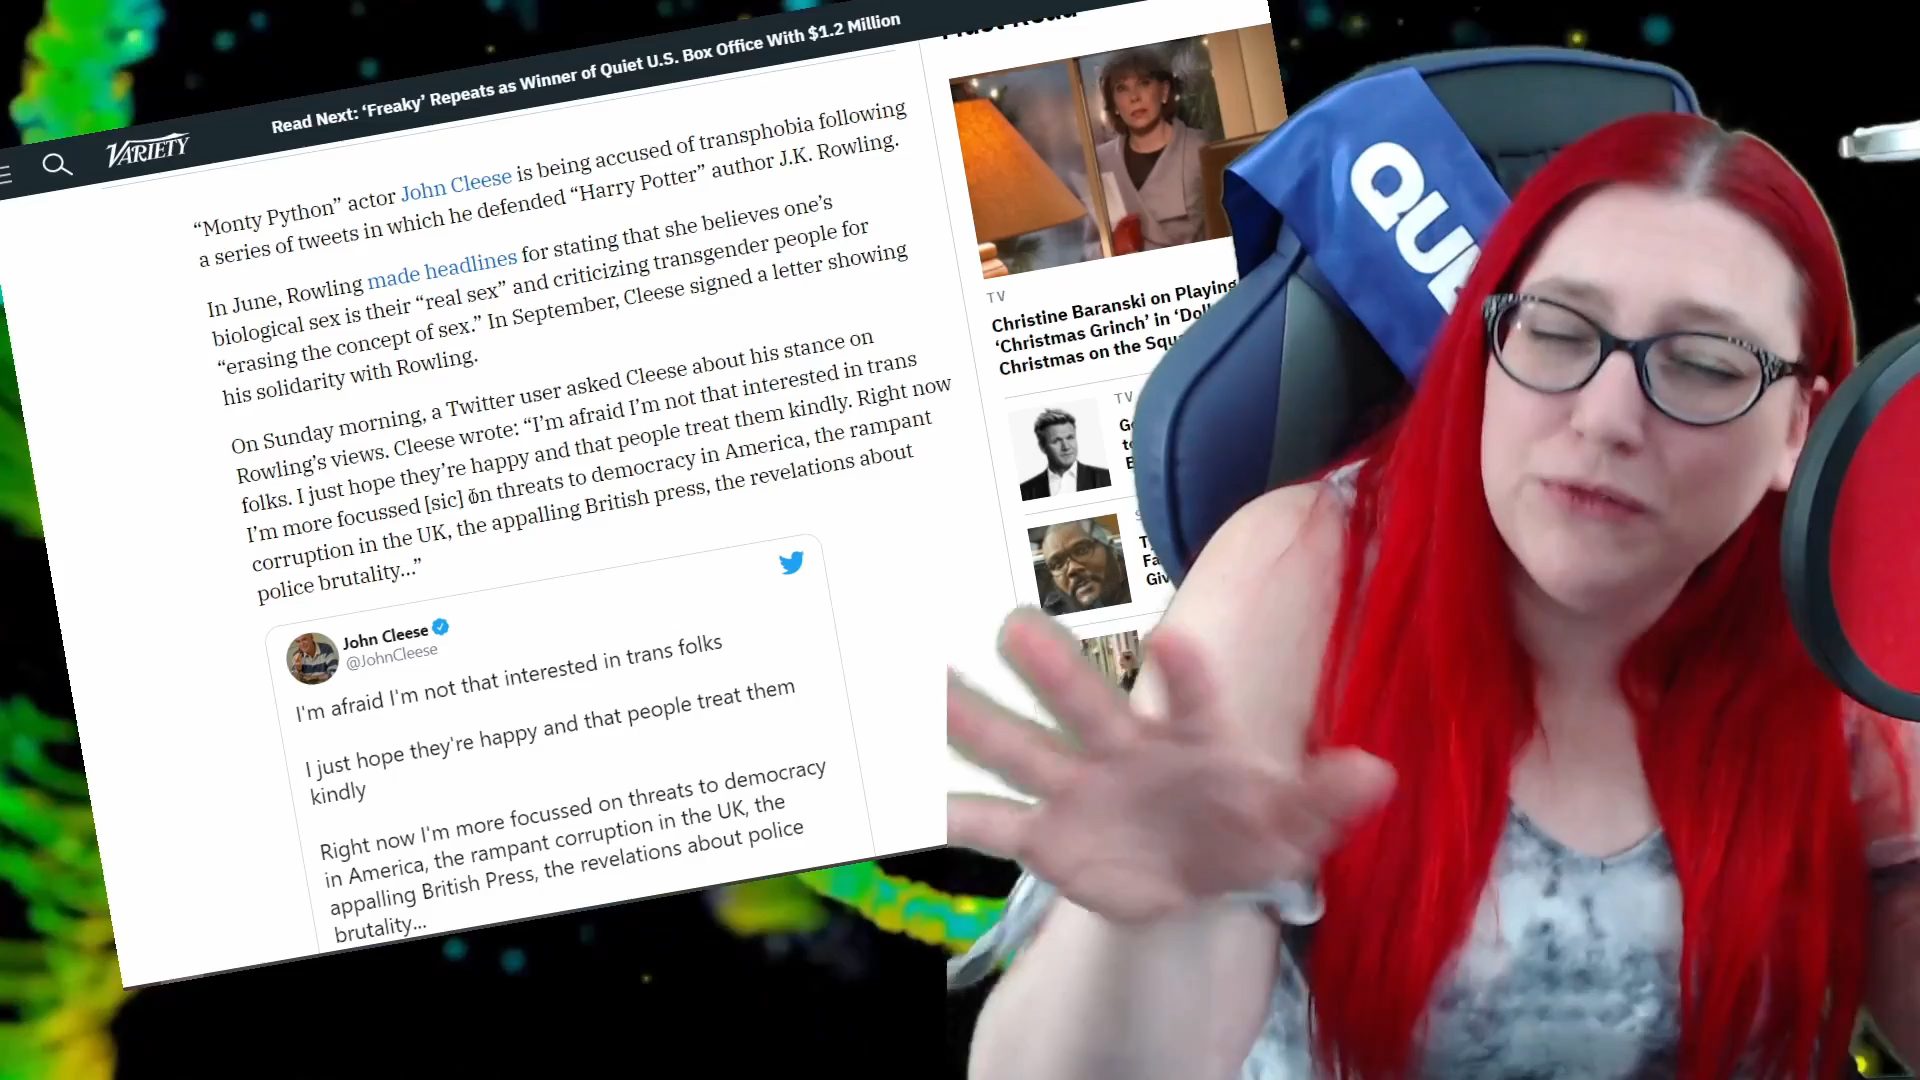 Read Next: ‘Freaky’ Repeats as Winner of Quiet U.S. Box Office With $1.2 Million
VARIETY
“Monty Python” actor John Cleese is being accused of transphobia following
a series of tweets in which he defended “Harry Potter” author J.K. Rowling.
In June, Rowling made headlines for stating that she believes one’s
biological sex is their “real sex” and criticizing transgender people for
“erasing the concept of sex.” In September, Cleese signed a letter showing
his solidarity with Rowling.
On Sunday morning, a Twitter user asked Cleese about his stance on
Rowling’s views. Cleese wrote: “I’m afraid I’m not that interested in trans
folks. I just hope they’re happy and that people treat them kindly. Right now
I’m more focussed [sic] on threats to democracy in America, the rampant
corruption in the UK, the appalling British press, the revelations about
police brutality...”
John Cleese
@JohnCleese
I'm afraid I'm not that interested in trans folks
I just hope they're happy and that people treat them
kindly
Right now I'm more focussed on threats to democracy
in America, the rampant corruption in the UK, the
appalling British Press, the revelations about police
brutality...
Must Read
TV
Christine Baranski on Playing
‘Christmas Grinch’ in ‘Dol
Christmas on the Squ
TV
QUE